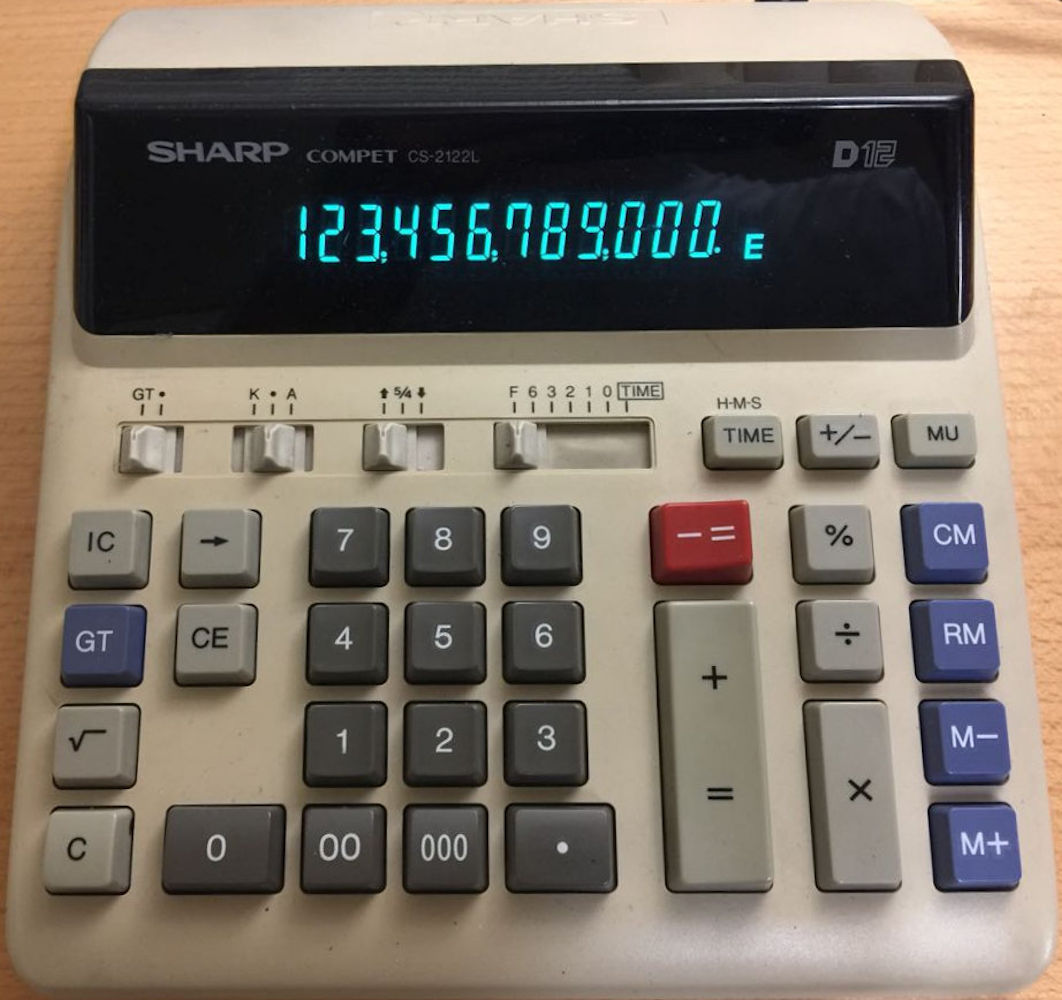 SHARP
SHARP COMPET CS-2122L D12
123,456,789,000. E
GT • K • A ⬆ 5/4 ⬇ F 6 3 2 1 0 TIME
H-M-S
TIME +/− MU
IC → 7 8 9 − = % CM
GT CE 4 5 6 + ÷ RM
√ 1 2 3 = × M−
C 0 00 000 • M+